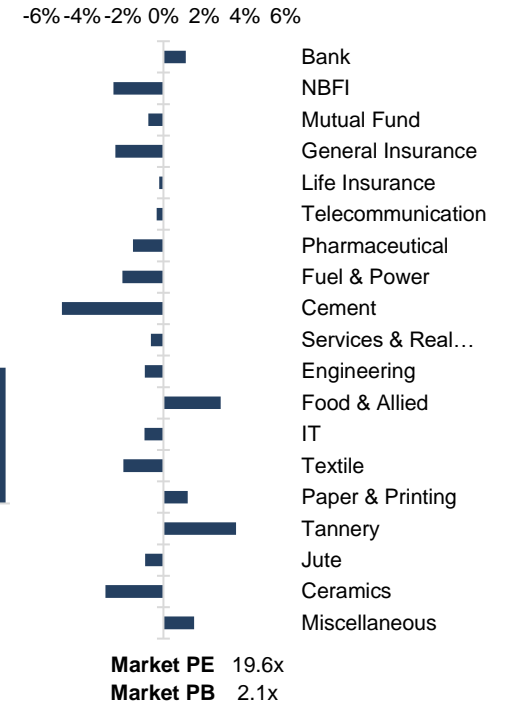 -6% -4% -2% 0% 2% 4% 6%
Bank
NBFI
Mutual Fund
General Insurance
Life Insurance
Telecommunication
Pharmaceutical
Fuel & Power
Cement
Services & Real…
Engineering
Food & Allied
IT
Textile
Paper & Printing
Tannery
Jute
Ceramics
Miscellaneous
Market PE 19.6x
Market PB 2.1x